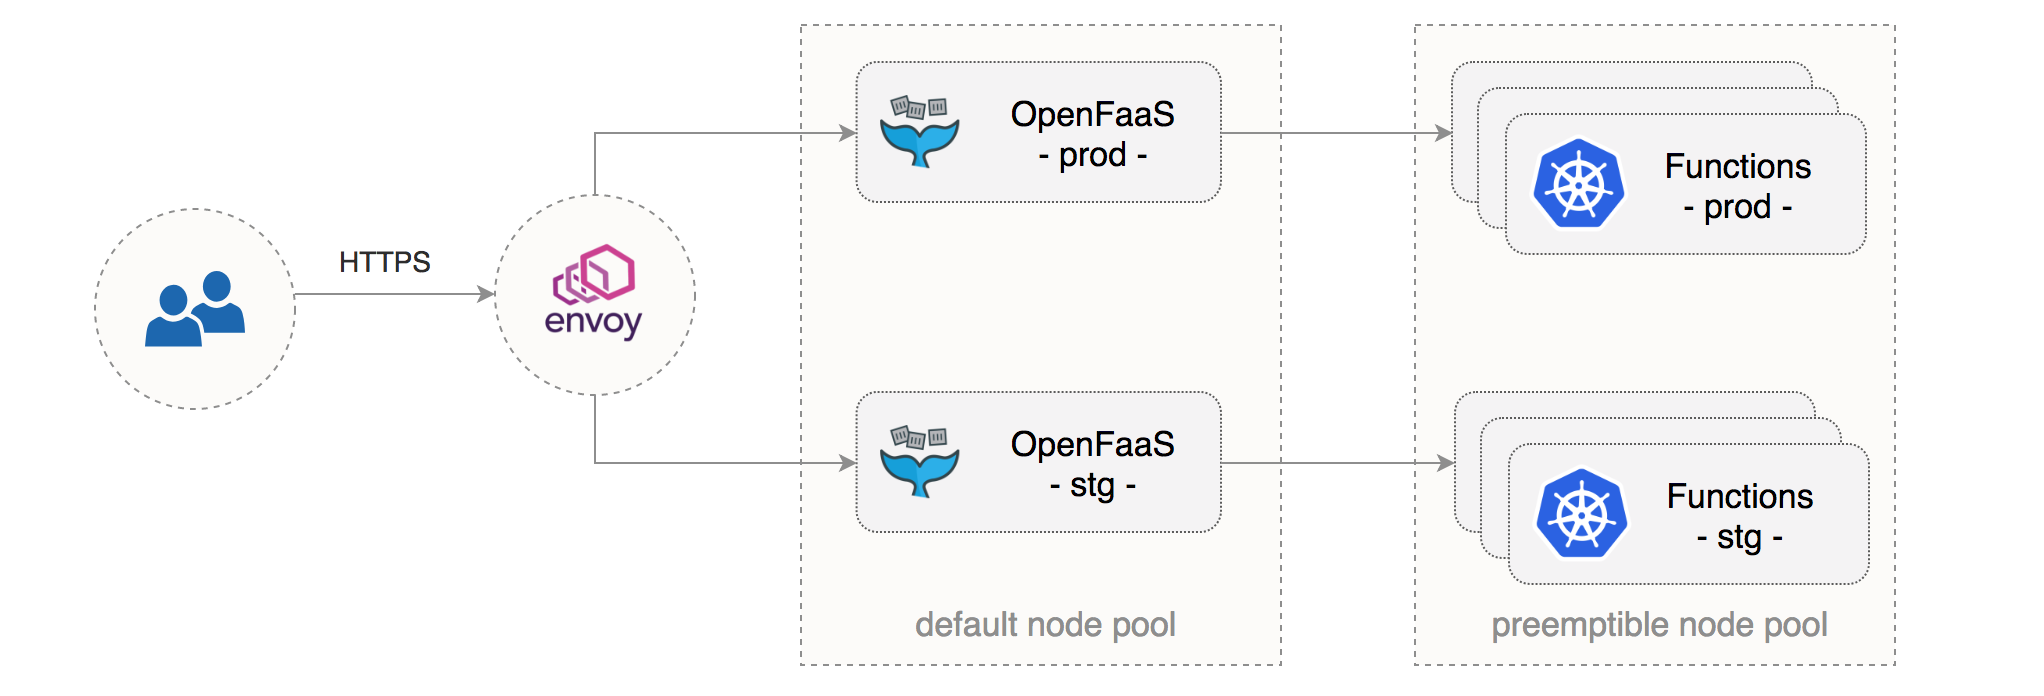 HTTPS
envoy
OpenFaaS
- prod -
Functions
- prod -
OpenFaaS
- stg -
Functions
- stg -
default node pool
preemptible node pool